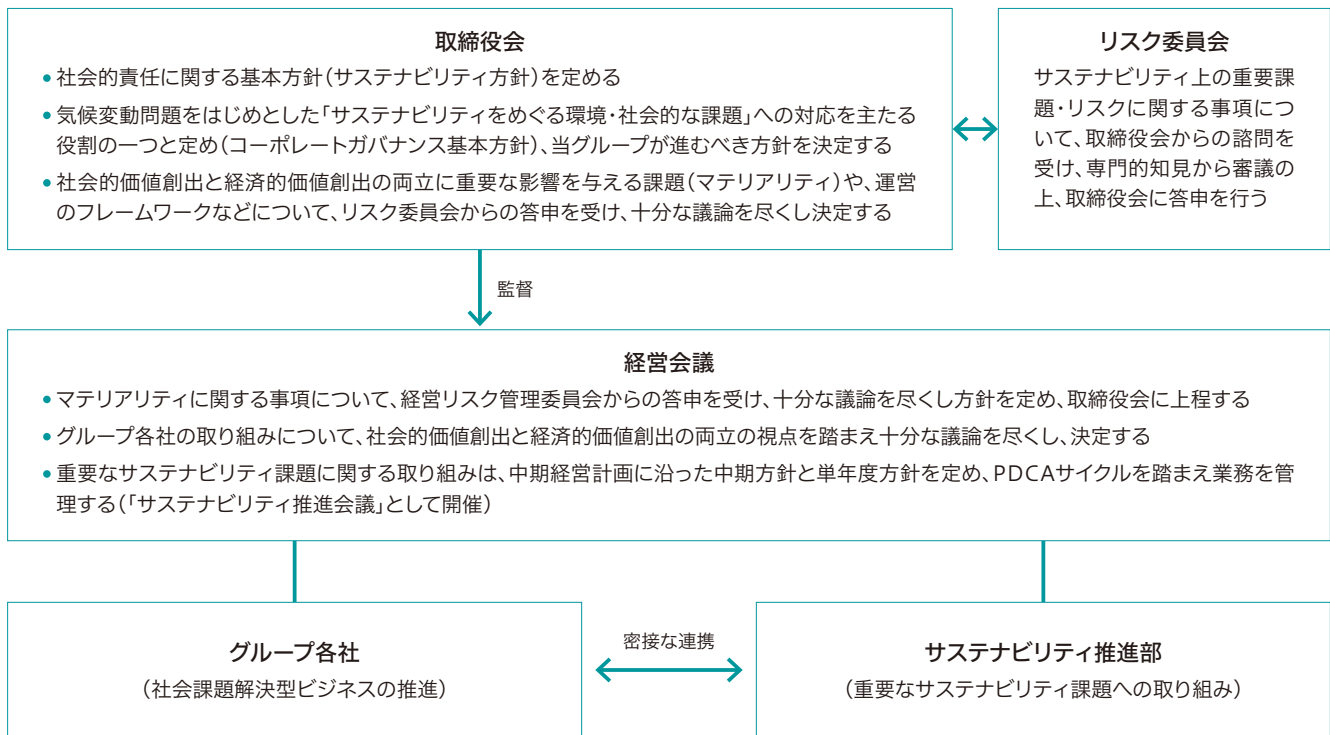 取締役会
•社会的責任に関する基本方針(サステナビリティ方針)を定める
•気候変動問題をはじめとした「サステナビリティをめぐる環境・社会的な課題」への対応を主たる
役割の一つと定め(コーポレートガバナンス基本方針)、当グループが進むべき方針を決定する
•社会的価値創出と経済的価値創出の両立に重要な影響を与える課題(マテリアリティ)や、運営
のフレームワークなどについて、リスク委員会からの答申を受け、十分な議論を尽くし決定する
リスク委員会
サステナビリティ上の重要課
題・リスクに関する事項につ
いて、取締役会からの諮問を
受け、専門的知見から審議の
上、取締役会に答申を行う
監督
経営会議
•マテリアリティに関する事項について、経営リスク管理委員会からの答申を受け、十分な議論を尽くし方針を定め、取締役会に上程する
•グループ各社の取り組みについて、社会的価値創出と経済的価値創出の両立の視点を踏まえ十分な議論を尽くし、決定する
•重要なサステナビリティ課題に関する取り組みは、中期経営計画に沿った中期方針と単年度方針を定め、PDCAサイクルを踏まえ業務を管
理する(「サステナビリティ推進会議」として開催)
グループ各社
(社会課題解決型ビジネスの推進)
密接な連携
サステナビリティ推進部
(重要なサステナビリティ課題への取り組み)